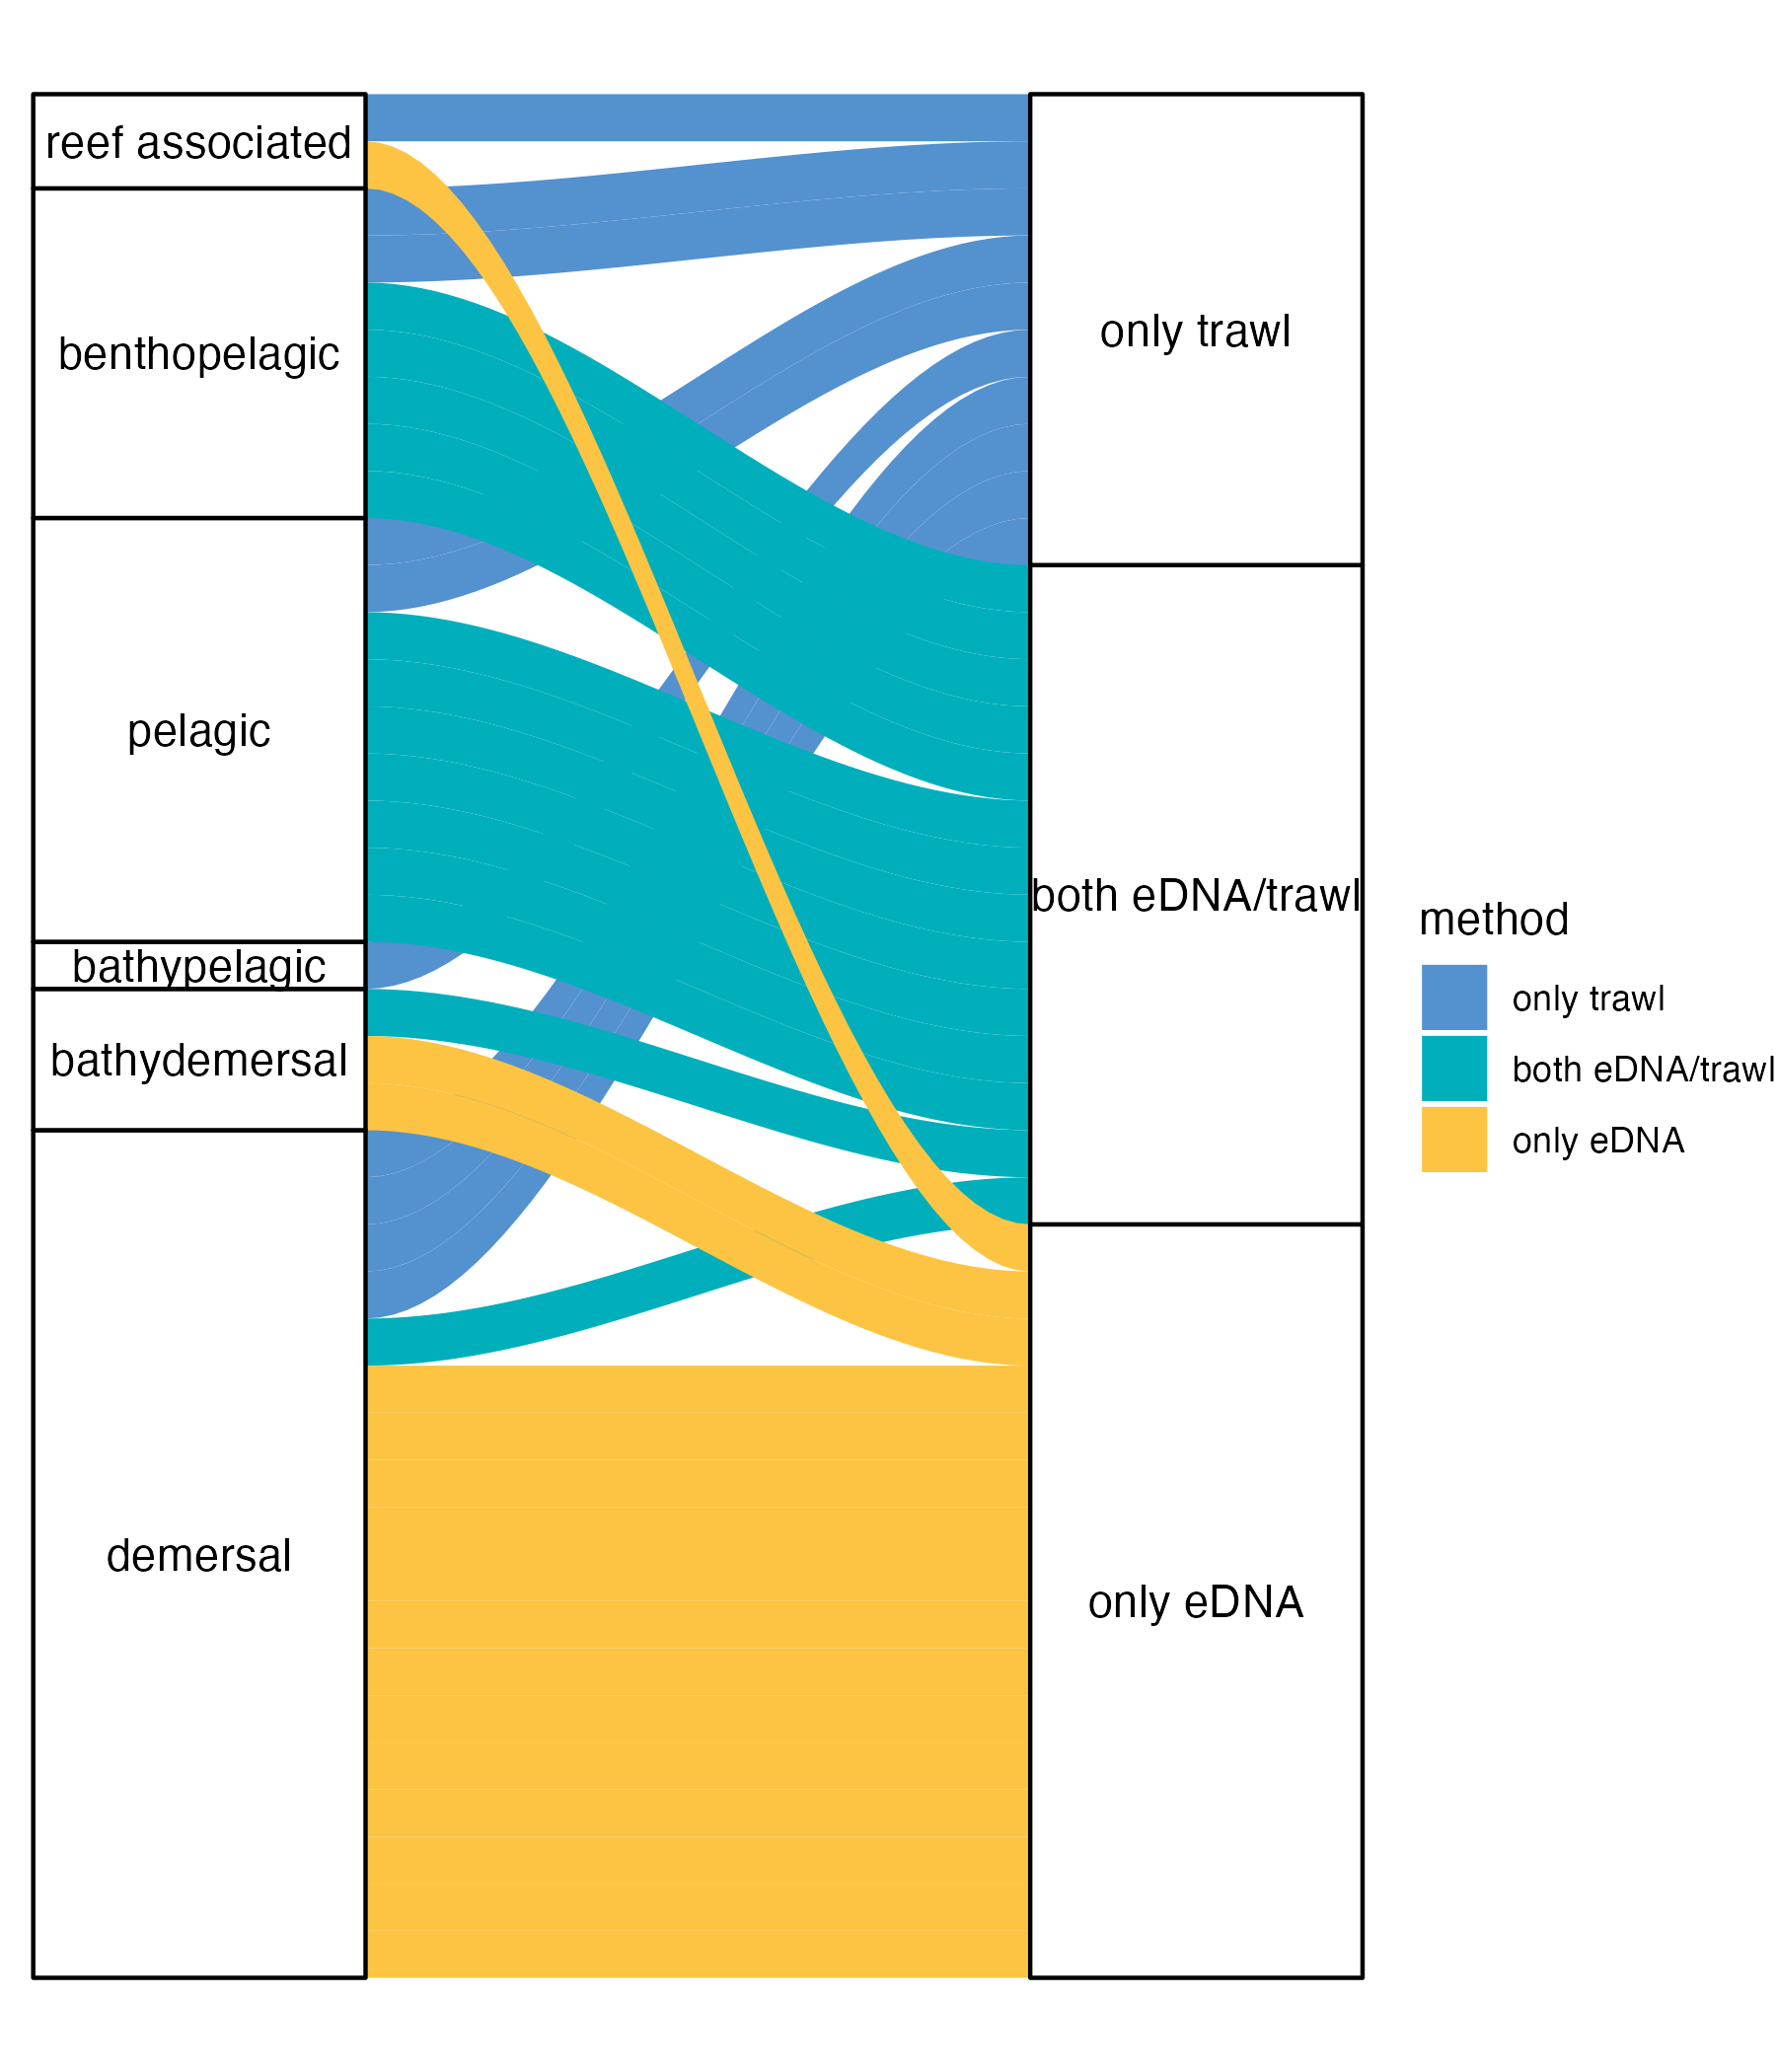 reef associated
benthopelagic
pelagic
bathypelagic
bathydemersal
demersal
only trawl
both eDNA/trawl
only eDNA
method
only trawl
both eDNA/trawl
only eDNA